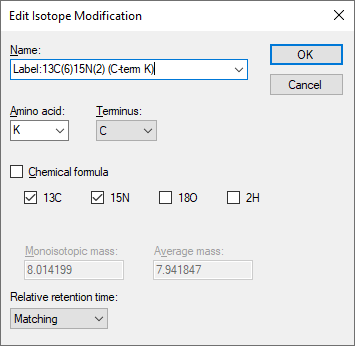 Edit Isotope Modification
Name:
Label:13C(6)15N(2) (C-term K)
OK
Cancel
Amino acid:
Terminus:
K
C
Chemical formula
13C
15N
18O
2H
Monoisotopic mass:
Average mass:
8.014199
7.941847
Relative retention time:
Matching